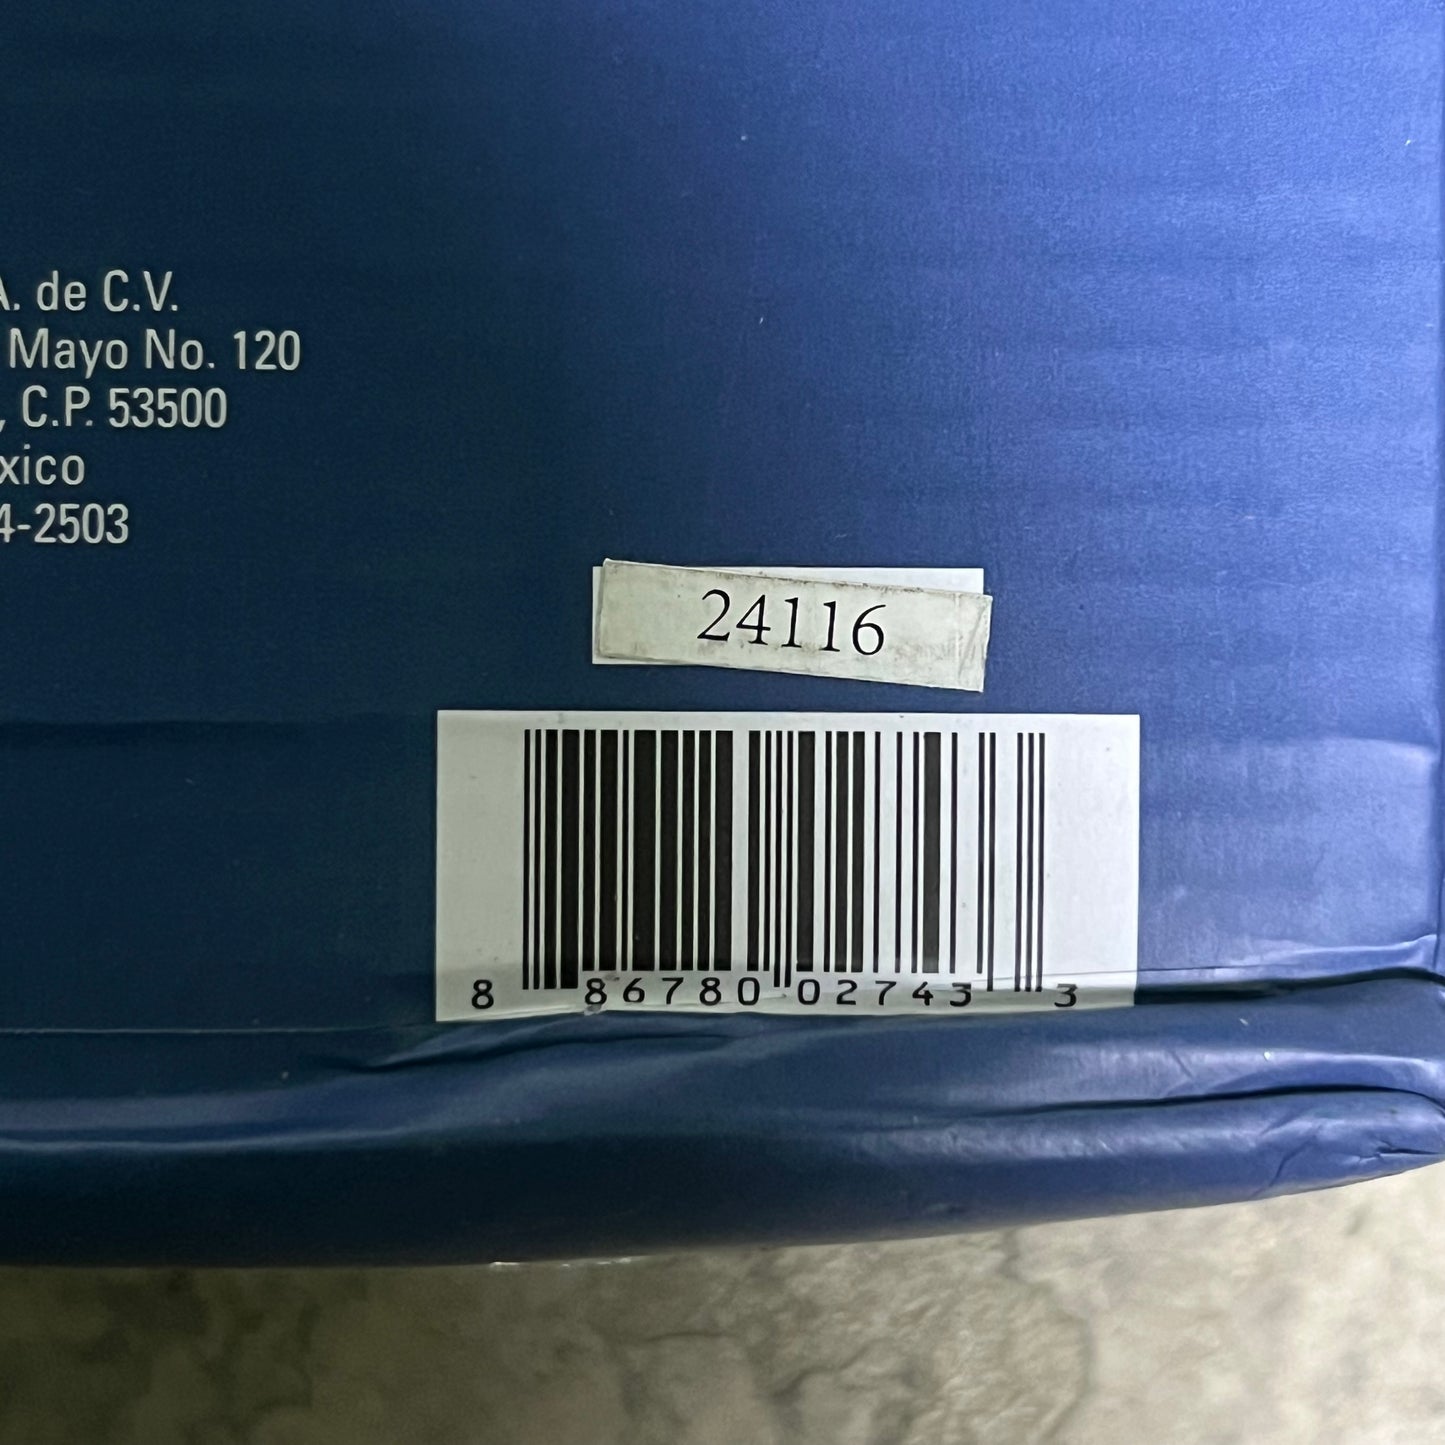 A. de C.V.
Mayo No. 120
, C.P. 53500
xico
4-2503
24116
8 86780 02743 3